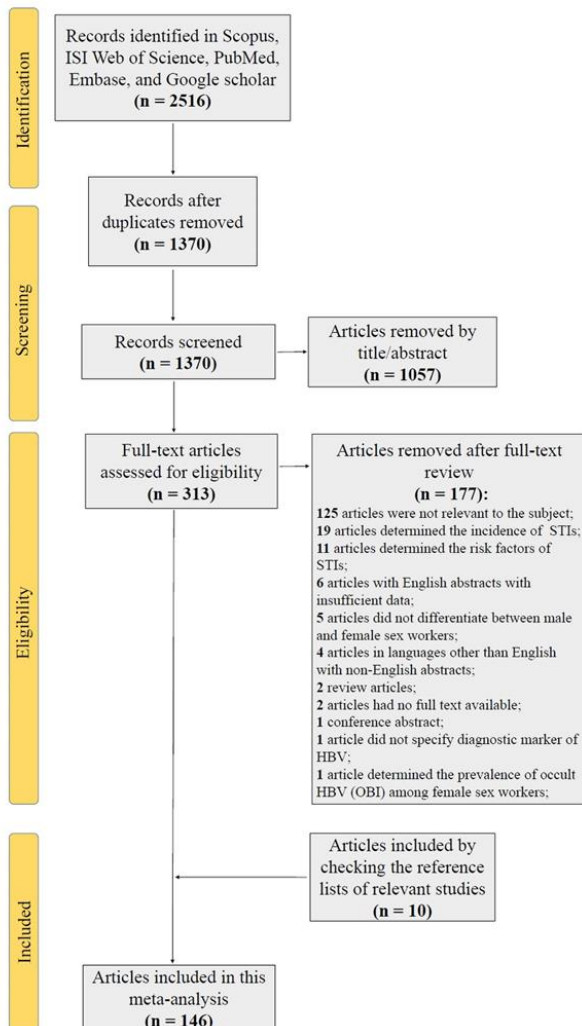 Identification
Records identified in Scopus,
ISI Web of Science, PubMed,
Embase, and Google scholar
(n = 2516)
Records after
duplicates removed
(n = 1370)
Screening
Records screened
(n = 1370)
Articles removed by
title/abstract
(n = 1057)
Eligibility
Full-text articles
assessed for eligibility
(n = 313)
Articles removed after full-text
review
(n = 177):
125 articles were not relevant to the subject;
19 articles determined the incidence of STIs;
11 articles determined the risk factors of
STIs;
6 articles with English abstracts with
insufficient data;
5 articles did not differentiate between male
and female sex workers;
4 articles in languages other than English
with non-English abstracts;
2 review articles;
2 articles had no full text available;
1 conference abstract;
1 article did not specify diagnostic marker of
HBV;
1 article determined the prevalence of occult
HBV (OBI) among female sex workers;
Included
Articles included by
checking the reference
lists of relevant studies
(n = 10)
Articles included in this
meta-analysis
(n = 146)